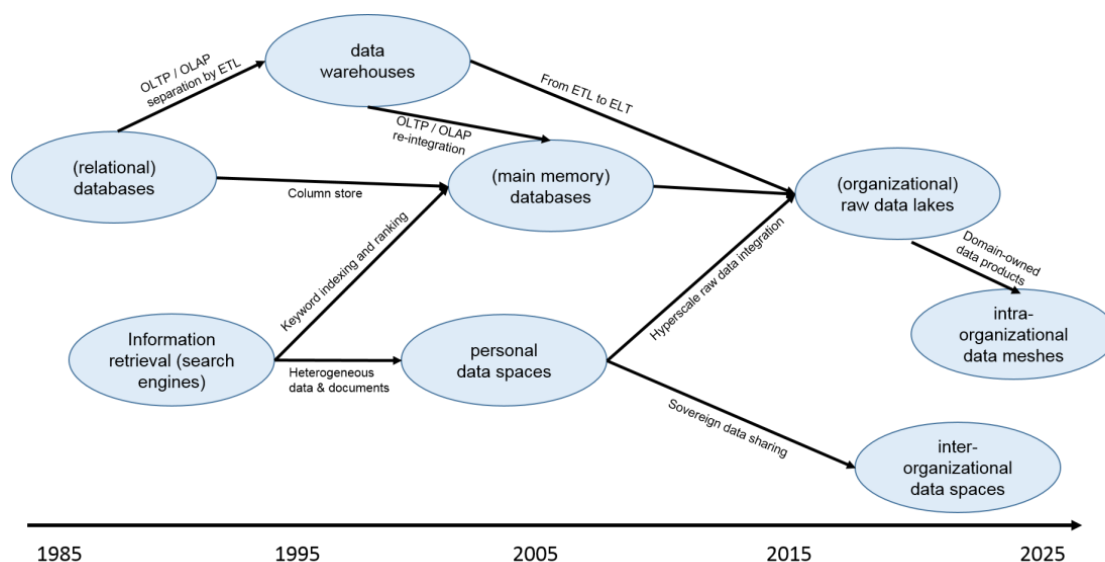 data
warehouses
OLTP / OLAP
separation by ETL
From ETL to ELT
OLTP / OLAP
re-integration
(relational)
databases
Column store
(main memory)
databases
(organizational)
raw data lakes
Keyword indexing and ranking
Hyperscale raw data integration
Domain-owned
data products
intra-
organizational
data meshes
Information
retrieval (search
engines)
Heterogeneous
data & documents
personal
data spaces
Sovereign data sharing
inter-
organizational
data spaces
1985
1995
2005
2015
2025